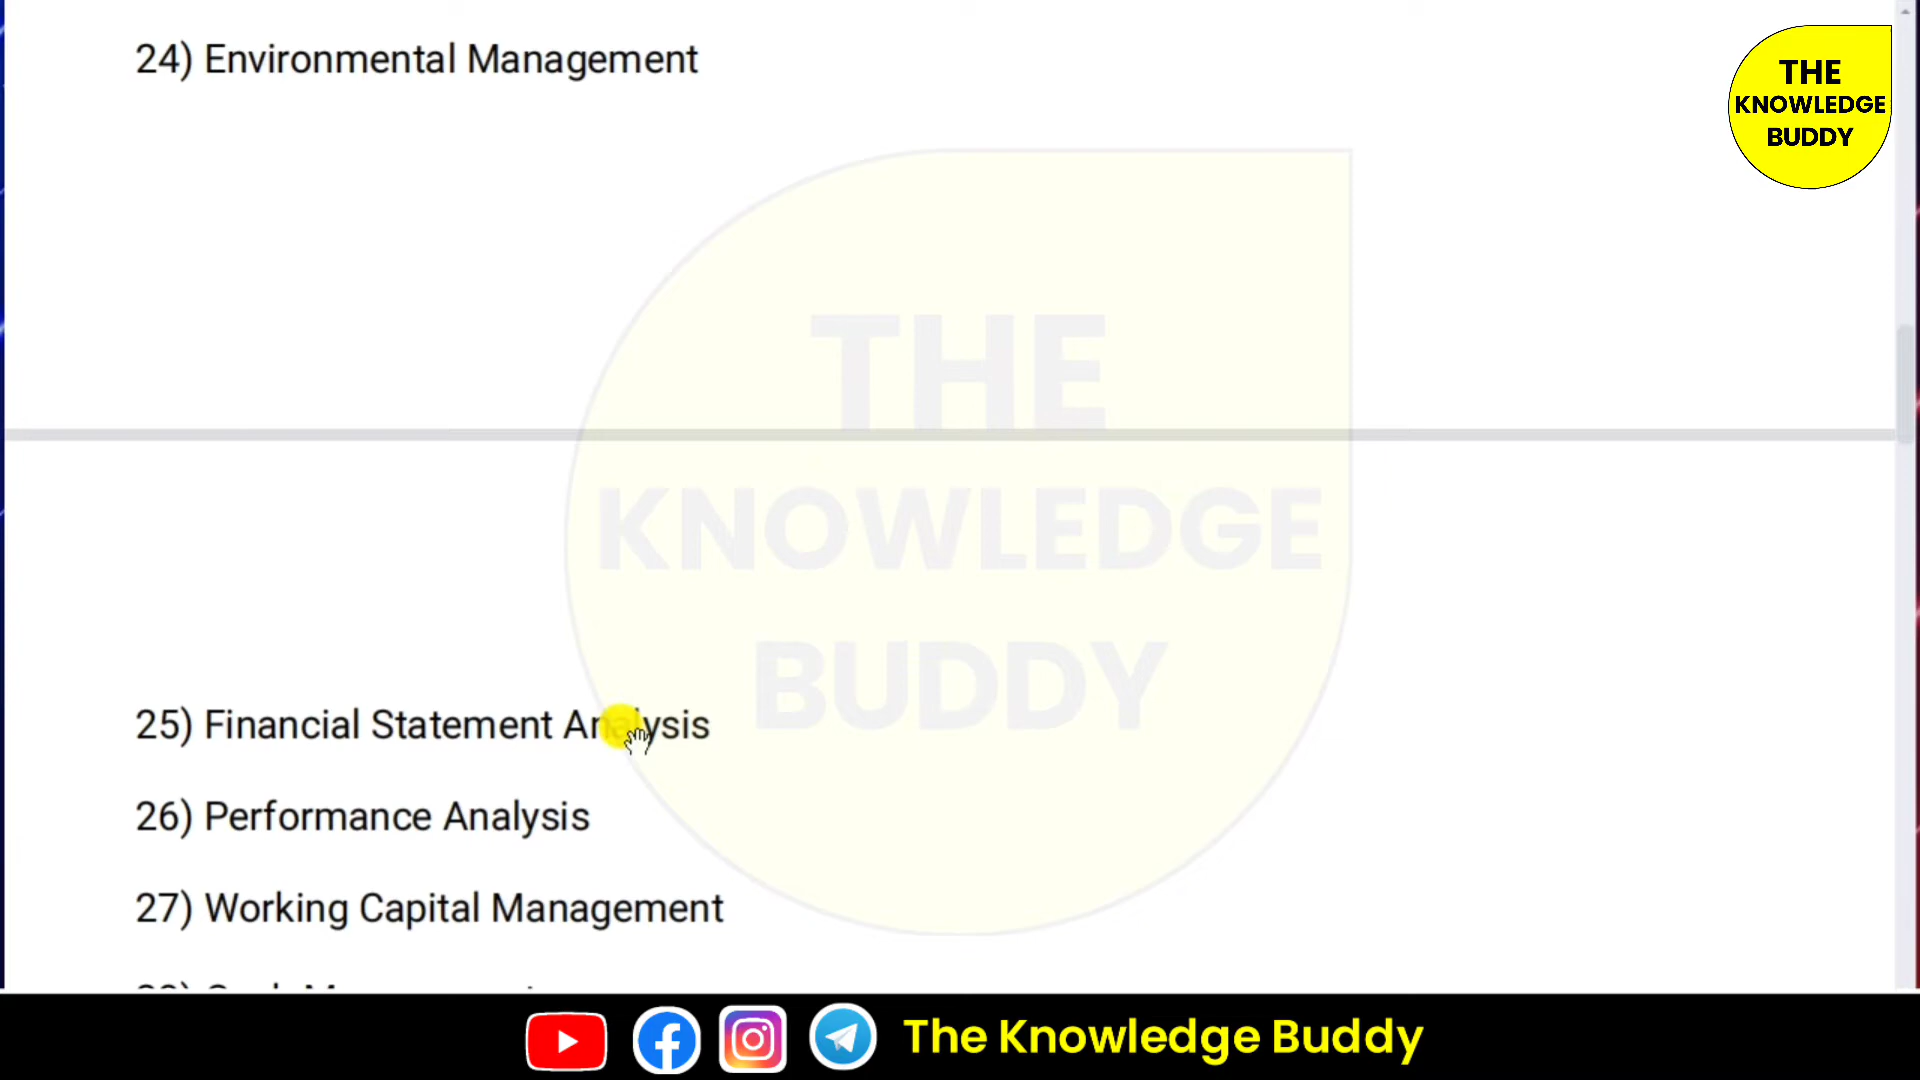 24) Environmental Management
THE
KNOWLEDGE
BUDDY
THE
KNOWLEDGE
BUDDY
25) Financial Statement Analysis
26) Performance Analysis
27) Working Capital Management
The Knowledge Buddy